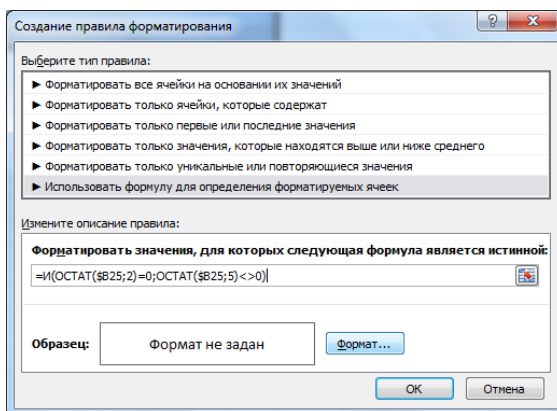 Создание правила форматирования
Выберите тип правила:
► Форматировать все ячейки на основании их значений
► Форматировать только ячейки, которые содержат
► Форматировать только первые или последние значения
► Форматировать только значения, которые находятся выше или ниже среднего
► Форматировать только уникальные или повторяющиеся значения
► Использовать формулу для определения форматируемых ячеек
Измените описание правила:
Форматировать значения, для которых следующая формула является истинной:
=И(ОСТАТ($B25;2)=0;ОСТАТ($B25;5)<>0)
Образец: Формат не задан Формат...
ОК Отмена